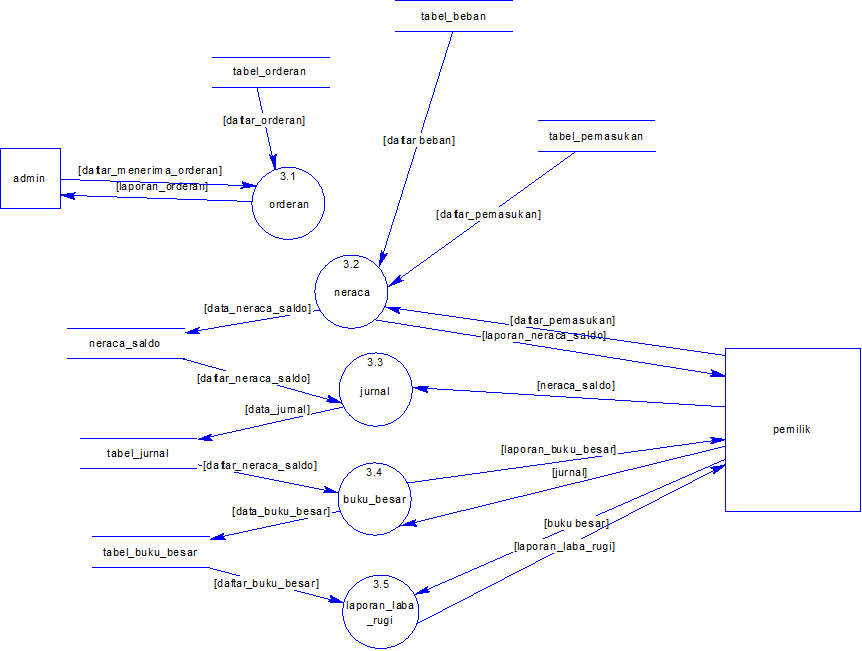 tabel_beban
tabel_orderan
[daftar_orderan]
tabel_pemasukan
[daftar beban]
admin
[daftar_menerima_orderan]
[laporan_orderan]
3.1
orderan
[daftar_pemasukan]
3.2
neraca
[data_neraca_saldo]
[daftar_pemasukan]
[laporan_neraca_saldo]
neraca_saldo
3.3
jurnal
[daftar_neraca_saldo]
[neraca_saldo]
[data_jurnal]
pemilik
tabel_jurnal
[laporan_buku_besar]
[daftar_neraca_saldo]
3.4
buku_besar
[jurnal]
[data_buku_besar]
[buku besar]
tabel_buku_besar
[laporan_laba_rugi]
[daftar_buku_besar]
3.5
laporan_laba
_rugi